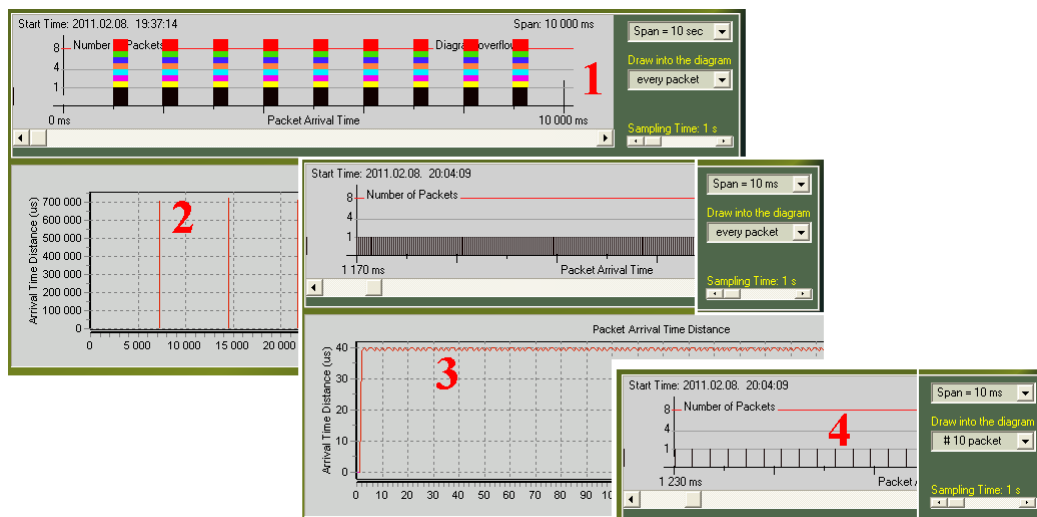 Start Time: 2011.02.08. 19:37:14 Span: 10 000 ms
8 Number of Packets Diagram overflow
4
1
0 ms Packet Arrival Time 10 000 ms
1
Span = 10 sec
Draw into the diagram
every packet
Sampling Time: 1 s
Arrival Time Distance (us)
700 000
600 000
500 000
400 000
300 000
200 000
100 000
0
0 5 000 10 000 15 000 20 000
2
Start Time: 2011.02.08. 20:04:09
8 Number of Packets
4
1
1 170 ms Packet Arrival Time
Span = 10 ms
Draw into the diagram
every packet
Sampling Time: 1 s
Packet Arrival Time Distance
Arrival Time Distance (us)
40
30
20
10
0
0 10 20 30 40 50 60 70 80 90
3
Start Time: 2011.02.08. 20:04:09
8 Number of Packets
4
1
1 230 ms
4
Span = 10 ms
Draw into the diagram
# 10 packet
Sampling Time: 1 s